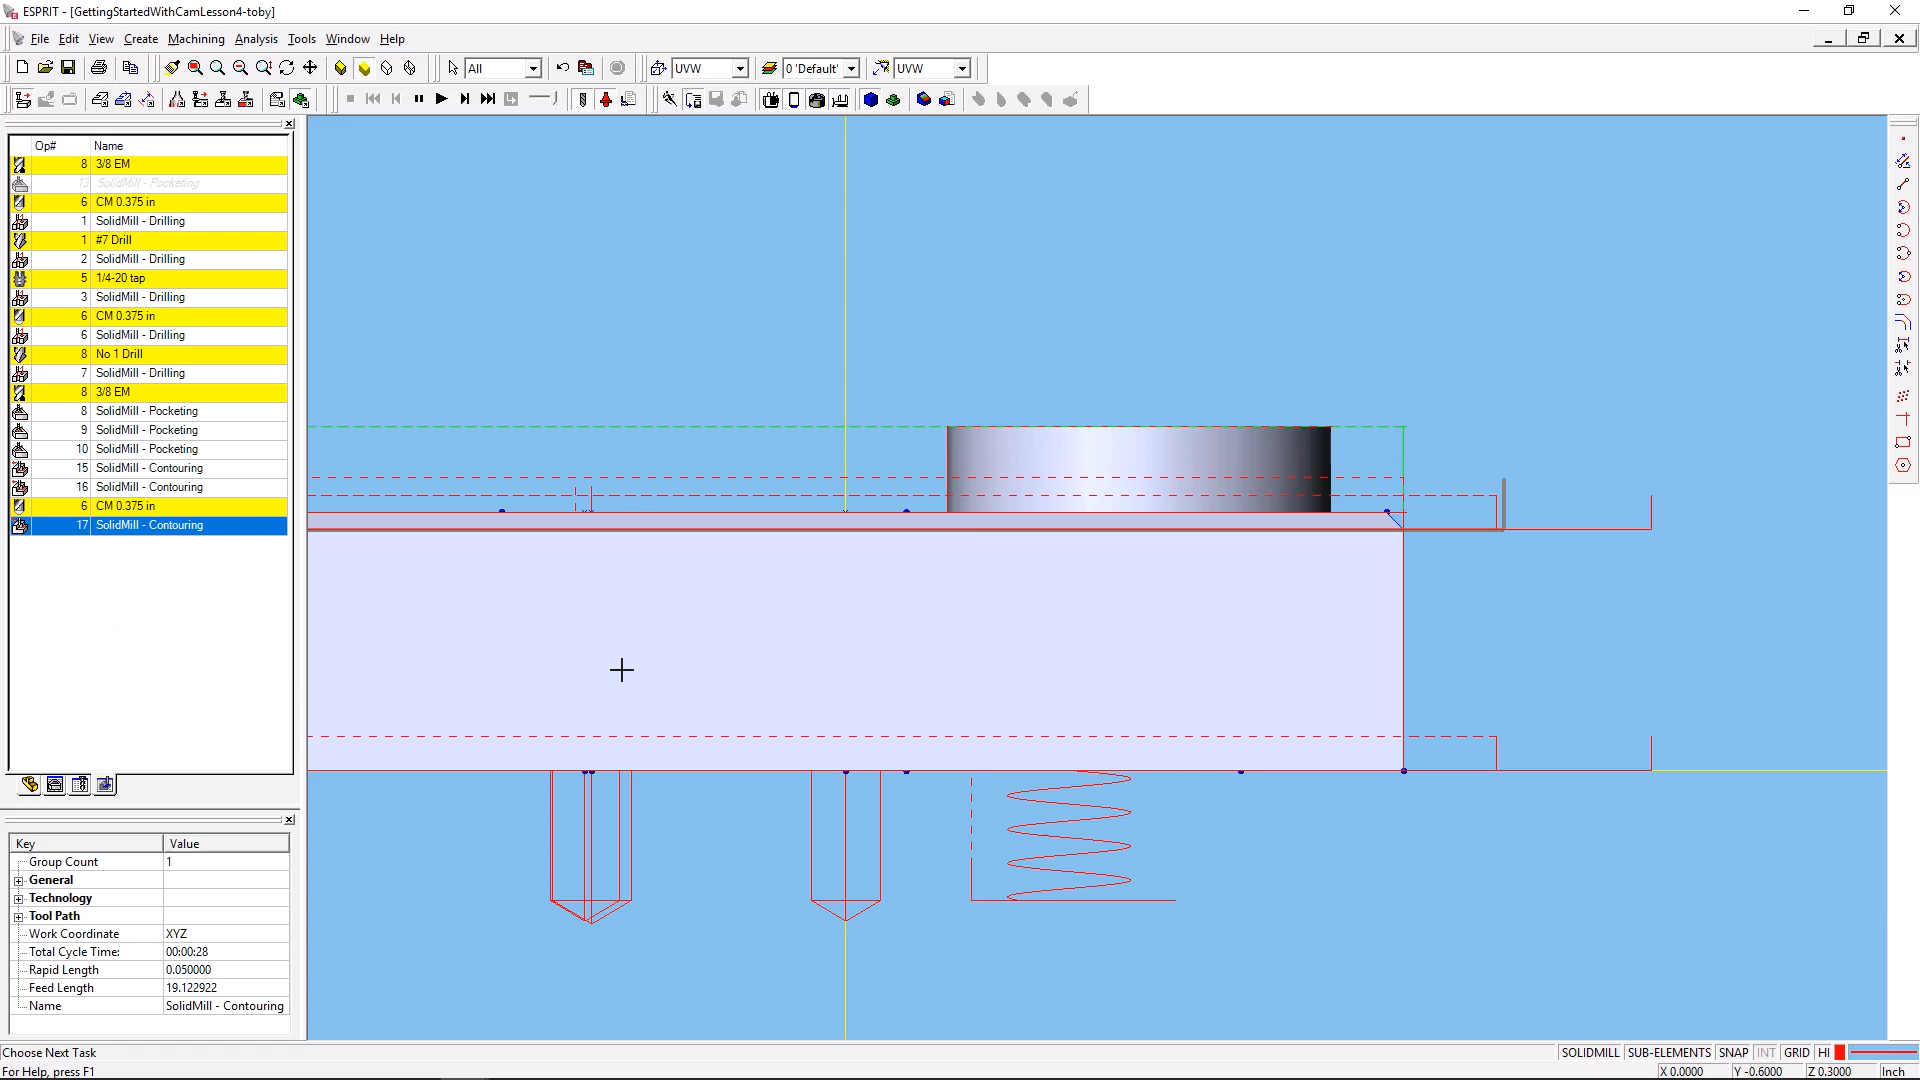 ESPRIT - [GettingStartedWithCamLesson4-toby]
File Edit View Create Machining Analysis Tools Window Help
All UVW 0 'Default' UVW
Op# Name
8 3/8 EM
13 SolidMill - Pocketing
6 CM 0.375 in
1 SolidMill - Drilling
1 #7 Drill
2 SolidMill - Drilling
5 1/4-20 tap
3 SolidMill - Drilling
6 CM 0.375 in
6 SolidMill - Drilling
8 No 1 Drill
7 SolidMill - Drilling
8 3/8 EM
8 SolidMill - Pocketing
9 SolidMill - Pocketing
10 SolidMill - Pocketing
15 SolidMill - Contouring
16 SolidMill - Contouring
6 CM 0.375 in
17 SolidMill - Contouring
Key Value
Group Count 1
General
Technology
Tool Path
Work Coordinate XYZ
Total Cycle Time: 00:00:28
Rapid Length 0.050000
Feed Length 19.122922
Name SolidMill - Contouring
Choose Next Task SOLIDMILL SUB-ELEMENTS SNAP INT GRID HI
For Help, press F1 X 0.0000 Y -0.6000 Z 0.3000 Inch